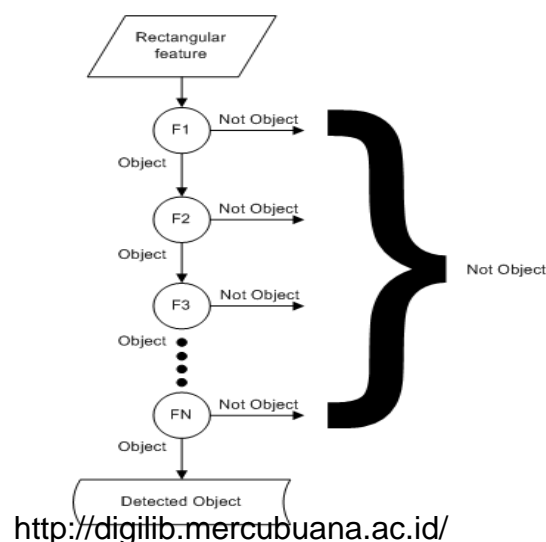 Rectangular
feature
F1
Not Object
Object
F2
Not Object
Object
F3
Not Object
Not Object
Object
FN
Not Object
Object
Detected Object
http://digilib.mercubuana.ac.id/